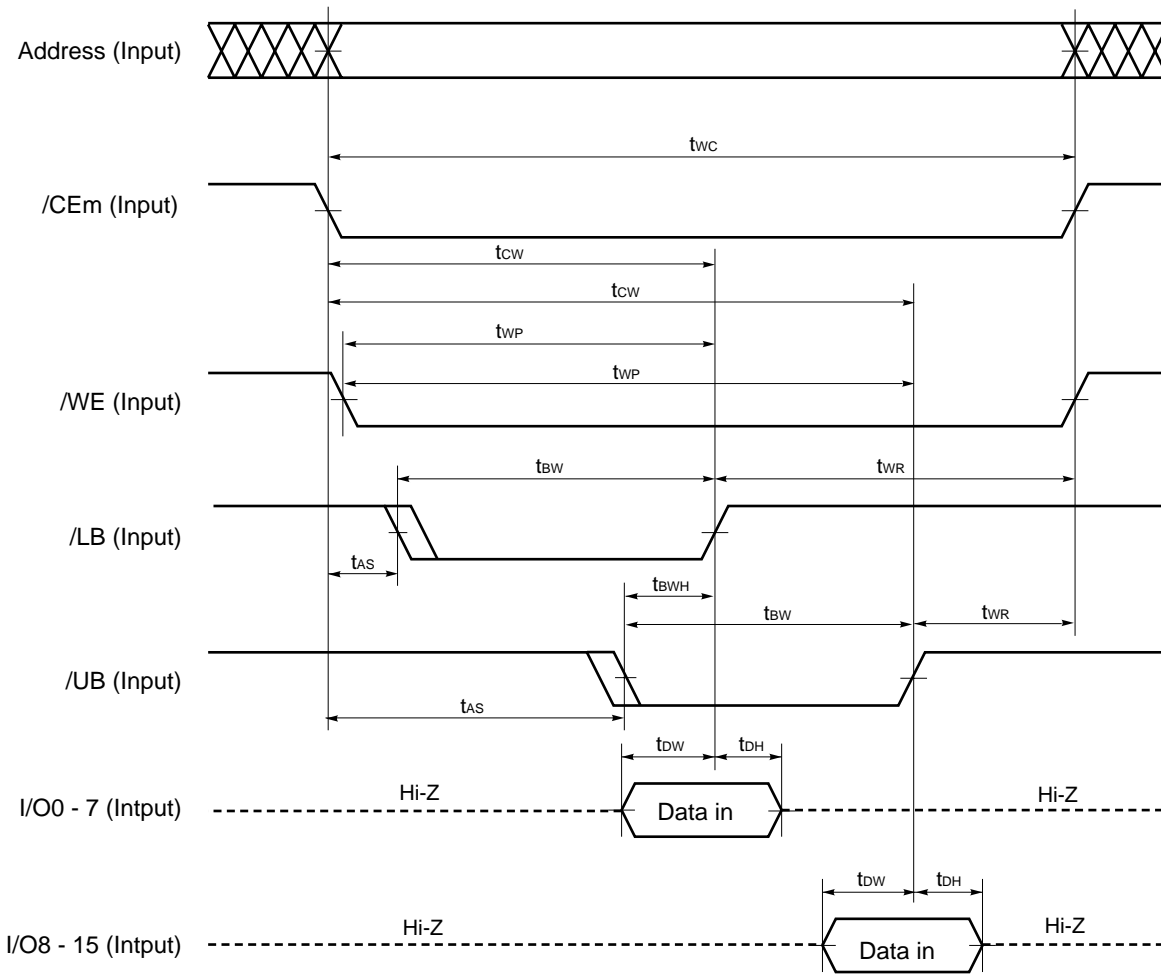 Address (Input)
tWC
/CEm (Input)
tCW
tCW
tWP
tWP
/WE (Input)
tBW
tWR
/LB (Input)
tAS
tBWH
tBW
tWR
/UB (Input)
tAS
tDW
tDH
Hi-Z
Hi-Z
I/O0 - 7 (Intput)
Data in
tDW
tDH
Hi-Z
Hi-Z
I/O8 - 15 (Intput)
Data in